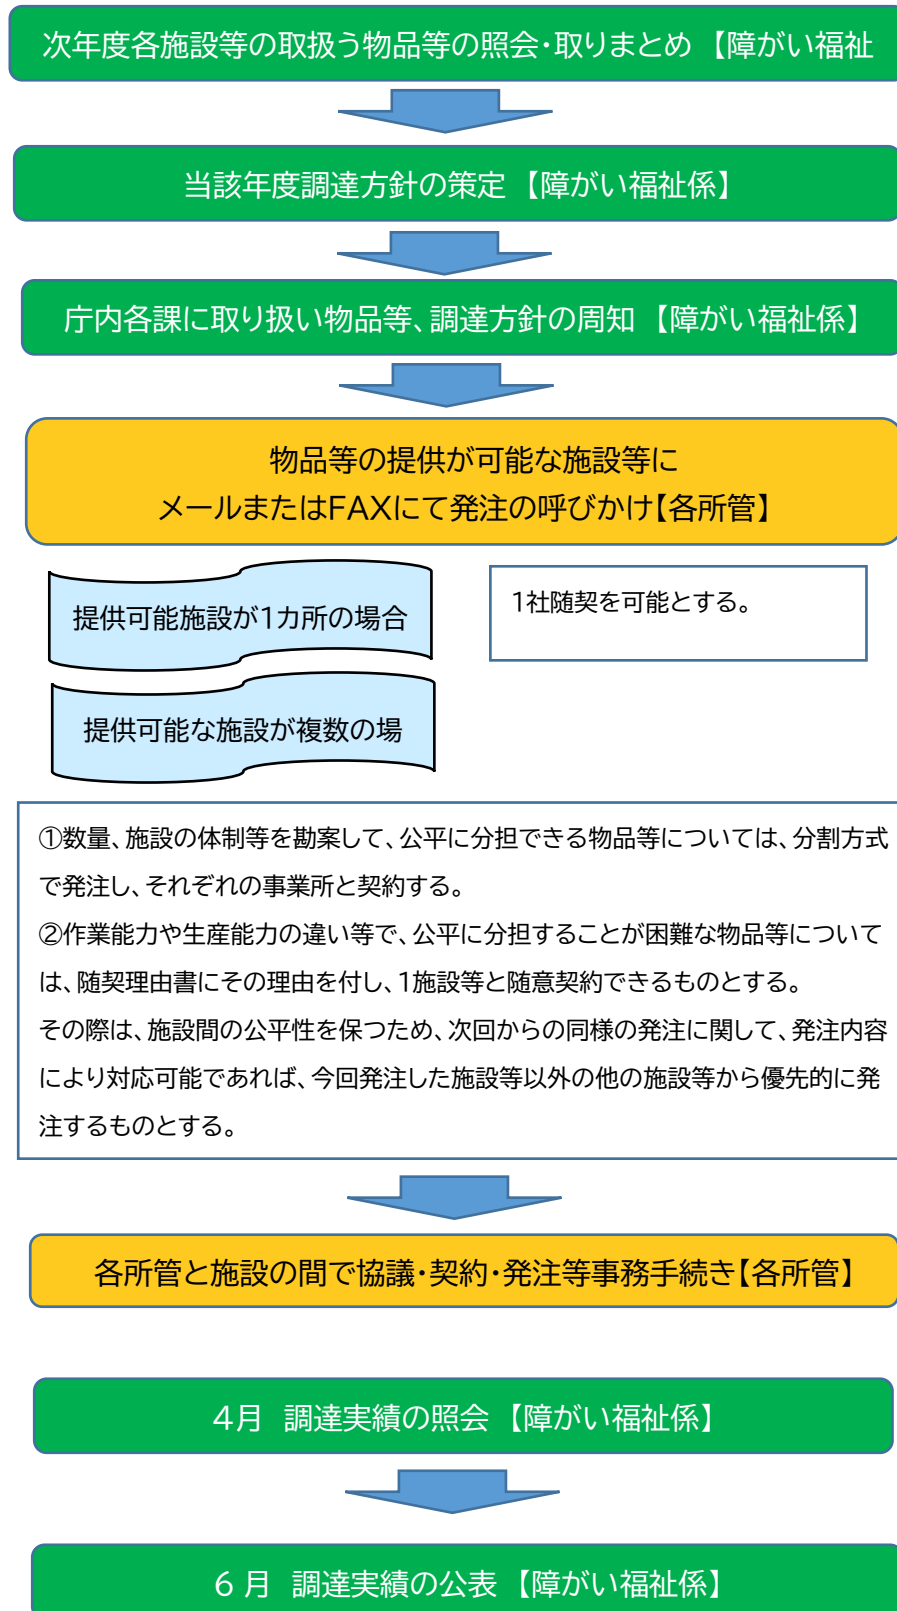 次年度各施設等の取扱う物品等の照会・取りまとめ 【障がい福祉
当該年度調達方針の策定 【障がい福祉係】
庁内各課に取り扱い物品等、調達方針の周知 【障がい福祉係】
物品等の提供が可能な施設等に
メールまたはFAXにて発注の呼びかけ【各所管】
提供可能施設が1カ所の場合
1社随契を可能とする。
提供可能な施設が複数の場
①数量、施設の体制等を勘案して、公平に分担できる物品等については、分割方式
で発注し、それぞれの事業所と契約する。
②作業能力や生産能力の違い等で、公平に分担することが困難な物品等について
は、随契理由書にその理由を付し、1施設等と随意契約できるものとする。
その際は、施設間の公平性を保つため、次回からの同様の発注に関して、発注内容
により対応可能であれば、今回発注した施設等以外の他の施設等から優先的に発
注するものとする。
各所管と施設の間で協議・契約・発注等事務手続き【各所管】
4月 調達実績の照会 【障がい福祉係】
6月 調達実績の公表 【障がい福祉係】